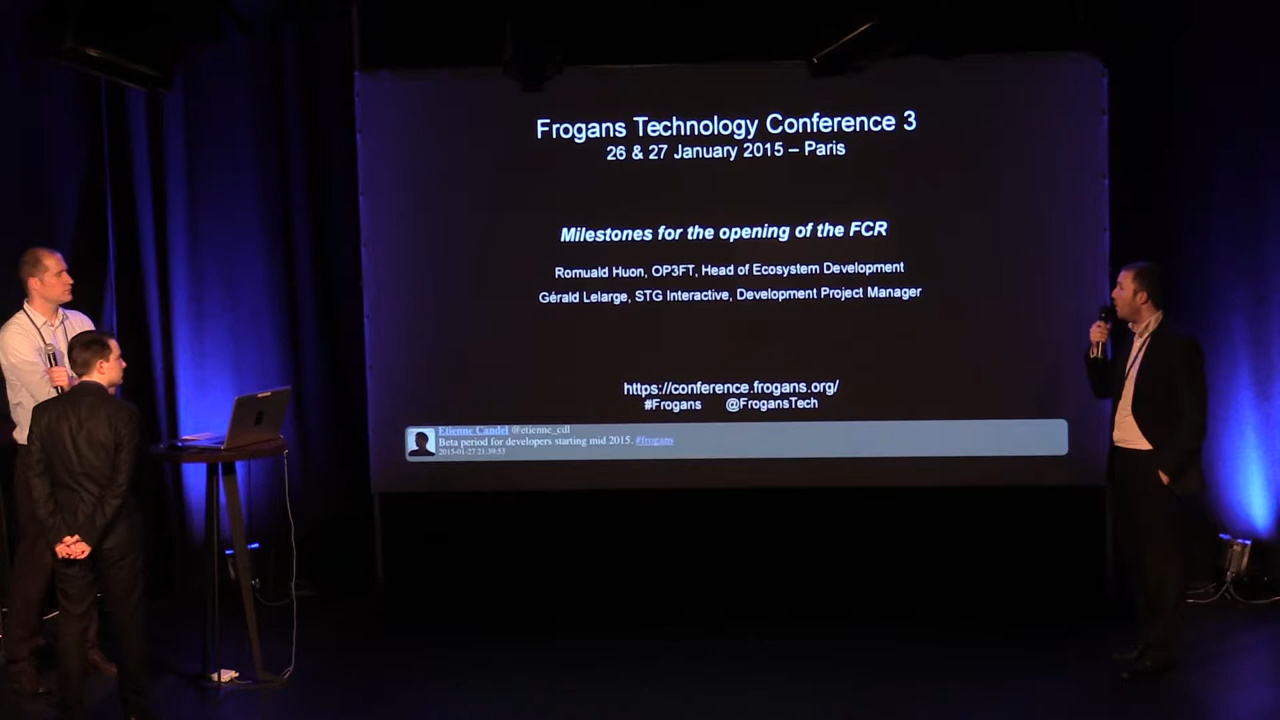 Frogans Technology Conference 3
26 & 27 January 2015 – Paris
Milestones for the opening of the FCR
Romuald Huon, OP3FT, Head of Ecosystem Development
Gérald Lelarge, STG Interactive, Development Project Manager
https://conference.frogans.org/
#Frogans @FrogansTech
Etienne Candel @etienne_cdl
Beta period for developers starting mid 2015. #frogans
2015-01-27 21:39:53